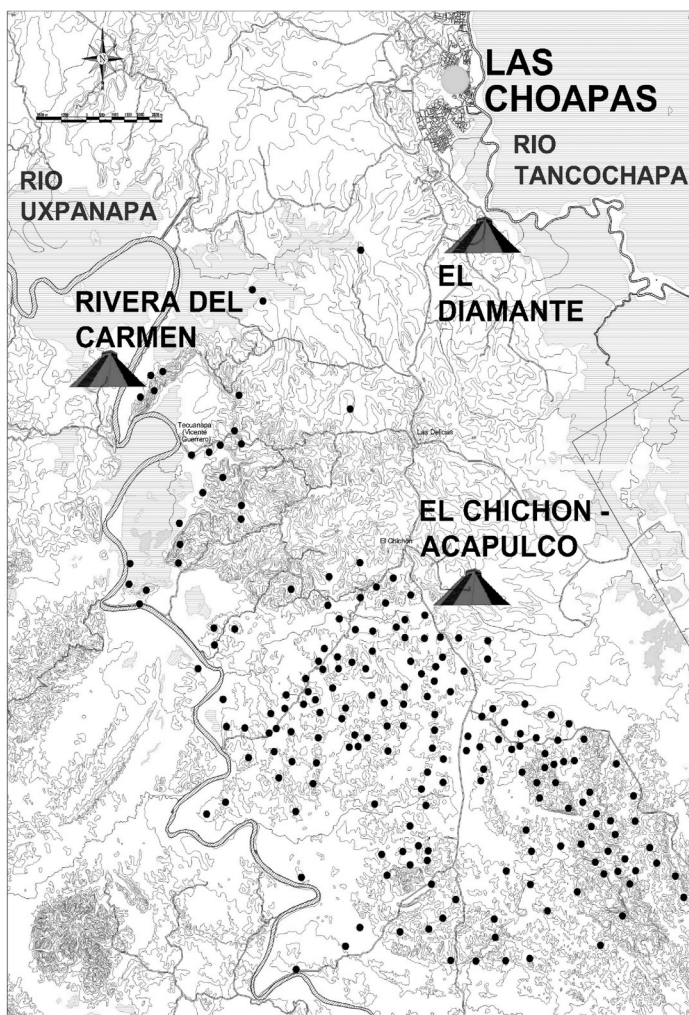 N
LAS
CHOAPAS
RIO
TANCOCHAPA
RIO
UXPANAPA
EL
DIAMANTE
RIVERA DEL
CARMEN
Tecuanapa
(Vicente
Guerrero)
Las Delicias
EL CHICHON -
ACAPULCO
El Chichón